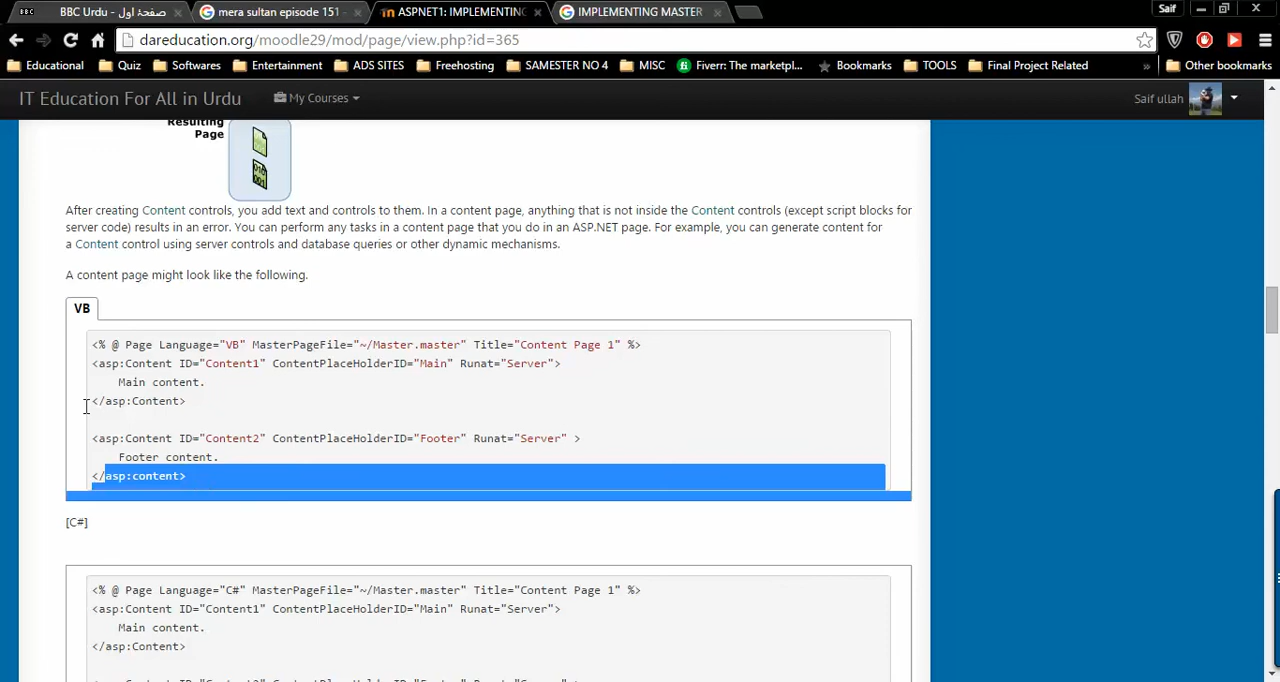 BBC Urdu - صفحۂ اول
mera sultan episode 151 -
ASPNET1: IMPLEMENTING
IMPLEMENTING MASTER
Saif
dareducation.org/moodle29/mod/page/view.php?id=365
Educational
Quiz
Softwares
Entertainment
ADS SITES
Freehosting
SAMESTER NO 4
MISC
Fiverr: The marketpl...
Bookmarks
TOOLS
Final Project Related
»
Other bookmarks
IT Education For All in Urdu
My Courses
Saif ullah
Resulting
Page
After creating Content controls, you add text and controls to them. In a content page, anything that is not inside the Content controls (except script blocks for
server code) results in an error. You can perform any tasks in a content page that you do in an ASP.NET page. For example, you can generate content for
a Content control using server controls and database queries or other dynamic mechanisms.
A content page might look like the following.
VB
<% @ Page Language="VB" MasterPageFile="~/Master.master" Title="Content Page 1" %>
<asp:Content ID="Content1" ContentPlaceHolderID="Main" Runat="Server">
Main content.
</asp:Content>
<asp:Content ID="Content2" ContentPlaceHolderID="Footer" Runat="Server" >
Footer content.
</asp:content>
[C#]
<% @ Page Language="C#" MasterPageFile="~/Master.master" Title="Content Page 1" %>
<asp:Content ID="Content1" ContentPlaceHolderID="Main" Runat="Server">
Main content.
</asp:Content>